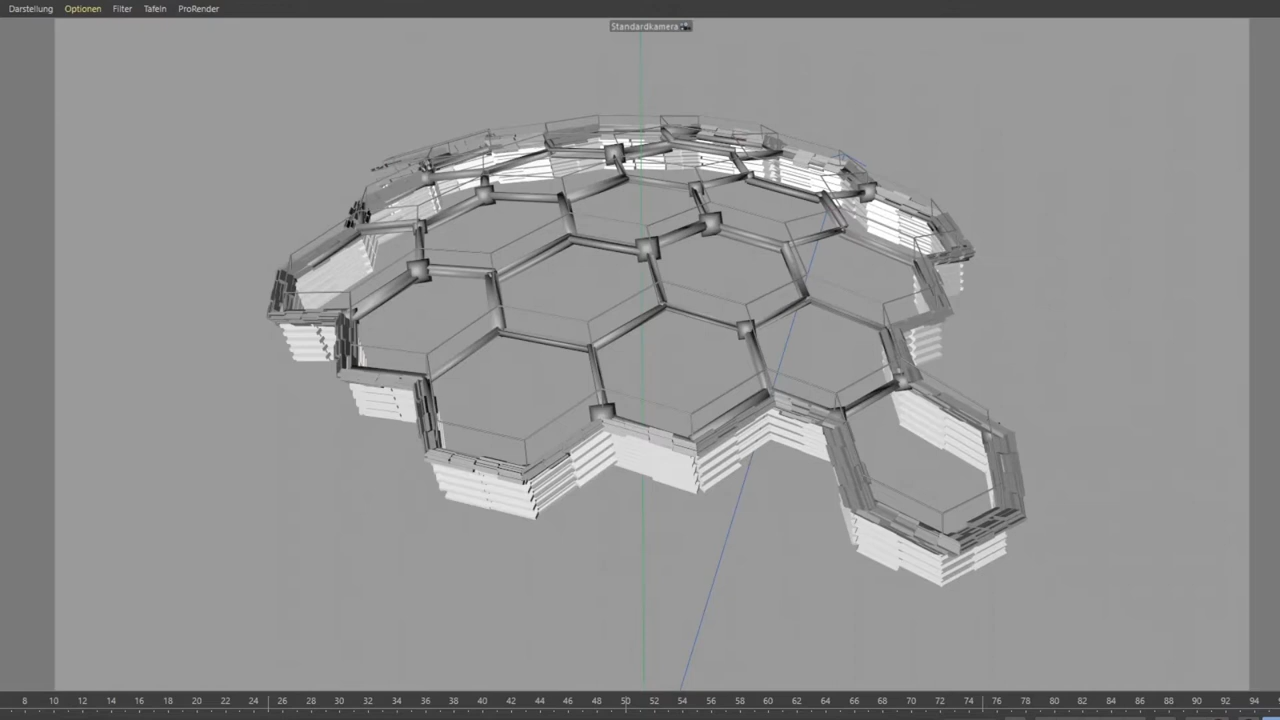 Darstellung Optionen Filter Tafeln ProRender
Standardkamera
8 10 12 14 16 18 20 22 24 26 28 30 32 34 36 38 40 42 44 46 48 50 52 54 56 58 60 62 64 66 68 70 72 74 76 78 80 82 84 86 88 90 92 94